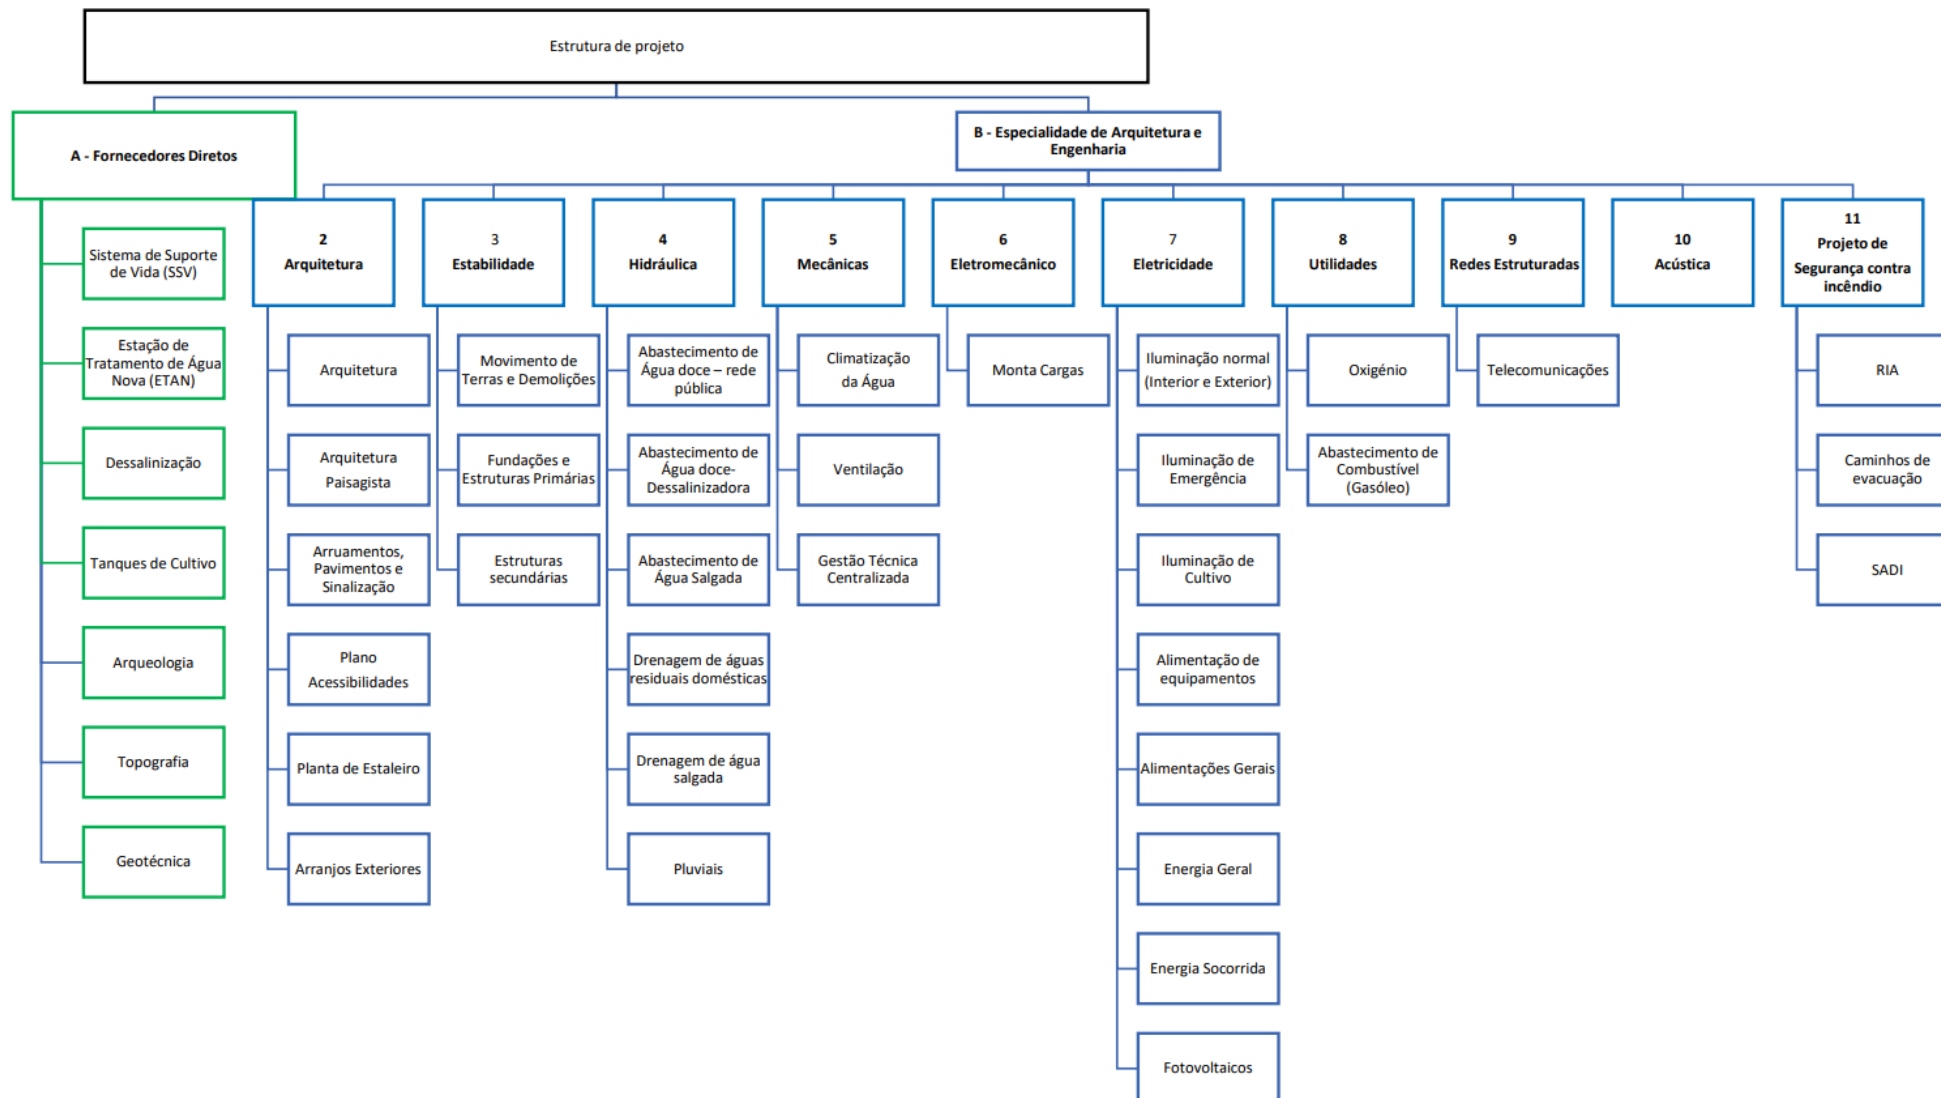 Estrutura de projeto
A - Fornecedores Diretos
B - Especialidade de Arquitetura e
Engenharia
Sistema de Suporte
de Vida (SSV)
Estação de
Tratamento de Água
Nova (ETAN)
Dessalinização
Tanques de Cultivo
Arqueologia
Topografia
Geotécnica
2
Arquitetura
Arquitetura
Arquitetura
Paisagista
Arruamentos,
Pavimentos e
Sinalização
Plano
Acessibilidades
Planta de Estaleiro
Arranjos Exteriores
3
Estabilidade
Movimento de
Terras e Demolições
Fundações e
Estruturas Primárias
Estruturas
secundárias
4
Hidráulica
Abastecimento de
Água doce – rede
pública
Abastecimento de
Água doce-
Dessalinizadora
Abastecimento de
Água Salgada
Drenagem de águas
residuais domésticas
Drenagem de água
salgada
Pluviais
5
Mecânicas
Climatização
da Água
Ventilação
Gestão Técnica
Centralizada
6
Eletromecânico
Monta Cargas
7
Eletricidade
Iluminação normal
(Interior e Exterior)
Iluminação de
Emergência
Iluminação de
Cultivo
Alimentação de
equipamentos
Alimentações Gerais
Energia Geral
Energia Socorrida
Fotovoltaicos
8
Utilidades
Oxigénio
Abastecimento de
Combustível
(Gasóleo)
9
Redes Estruturadas
Telecomunicações
10
Acústica
11
Projeto de
Segurança contra
incêndio
RIA
Caminhos de
evacuação
SADI